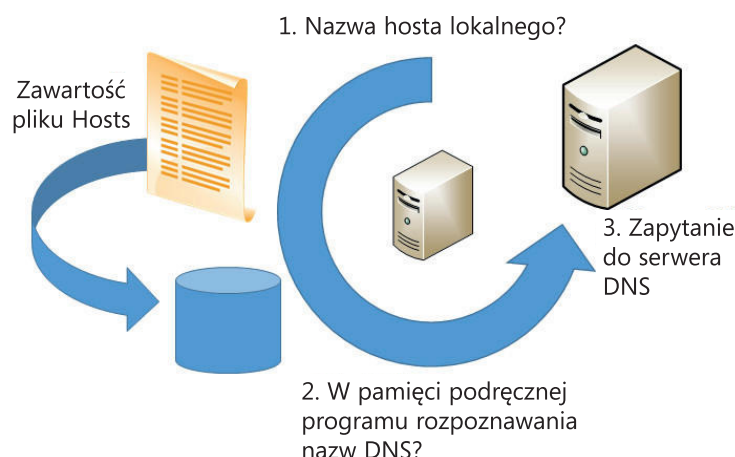 1. Nazwa hosta lokalnego?
Zawartość
pliku Hosts
3. Zapytanie
do serwera
DNS
2. W pamięci podręcznej
programu rozpoznawania
nazw DNS?